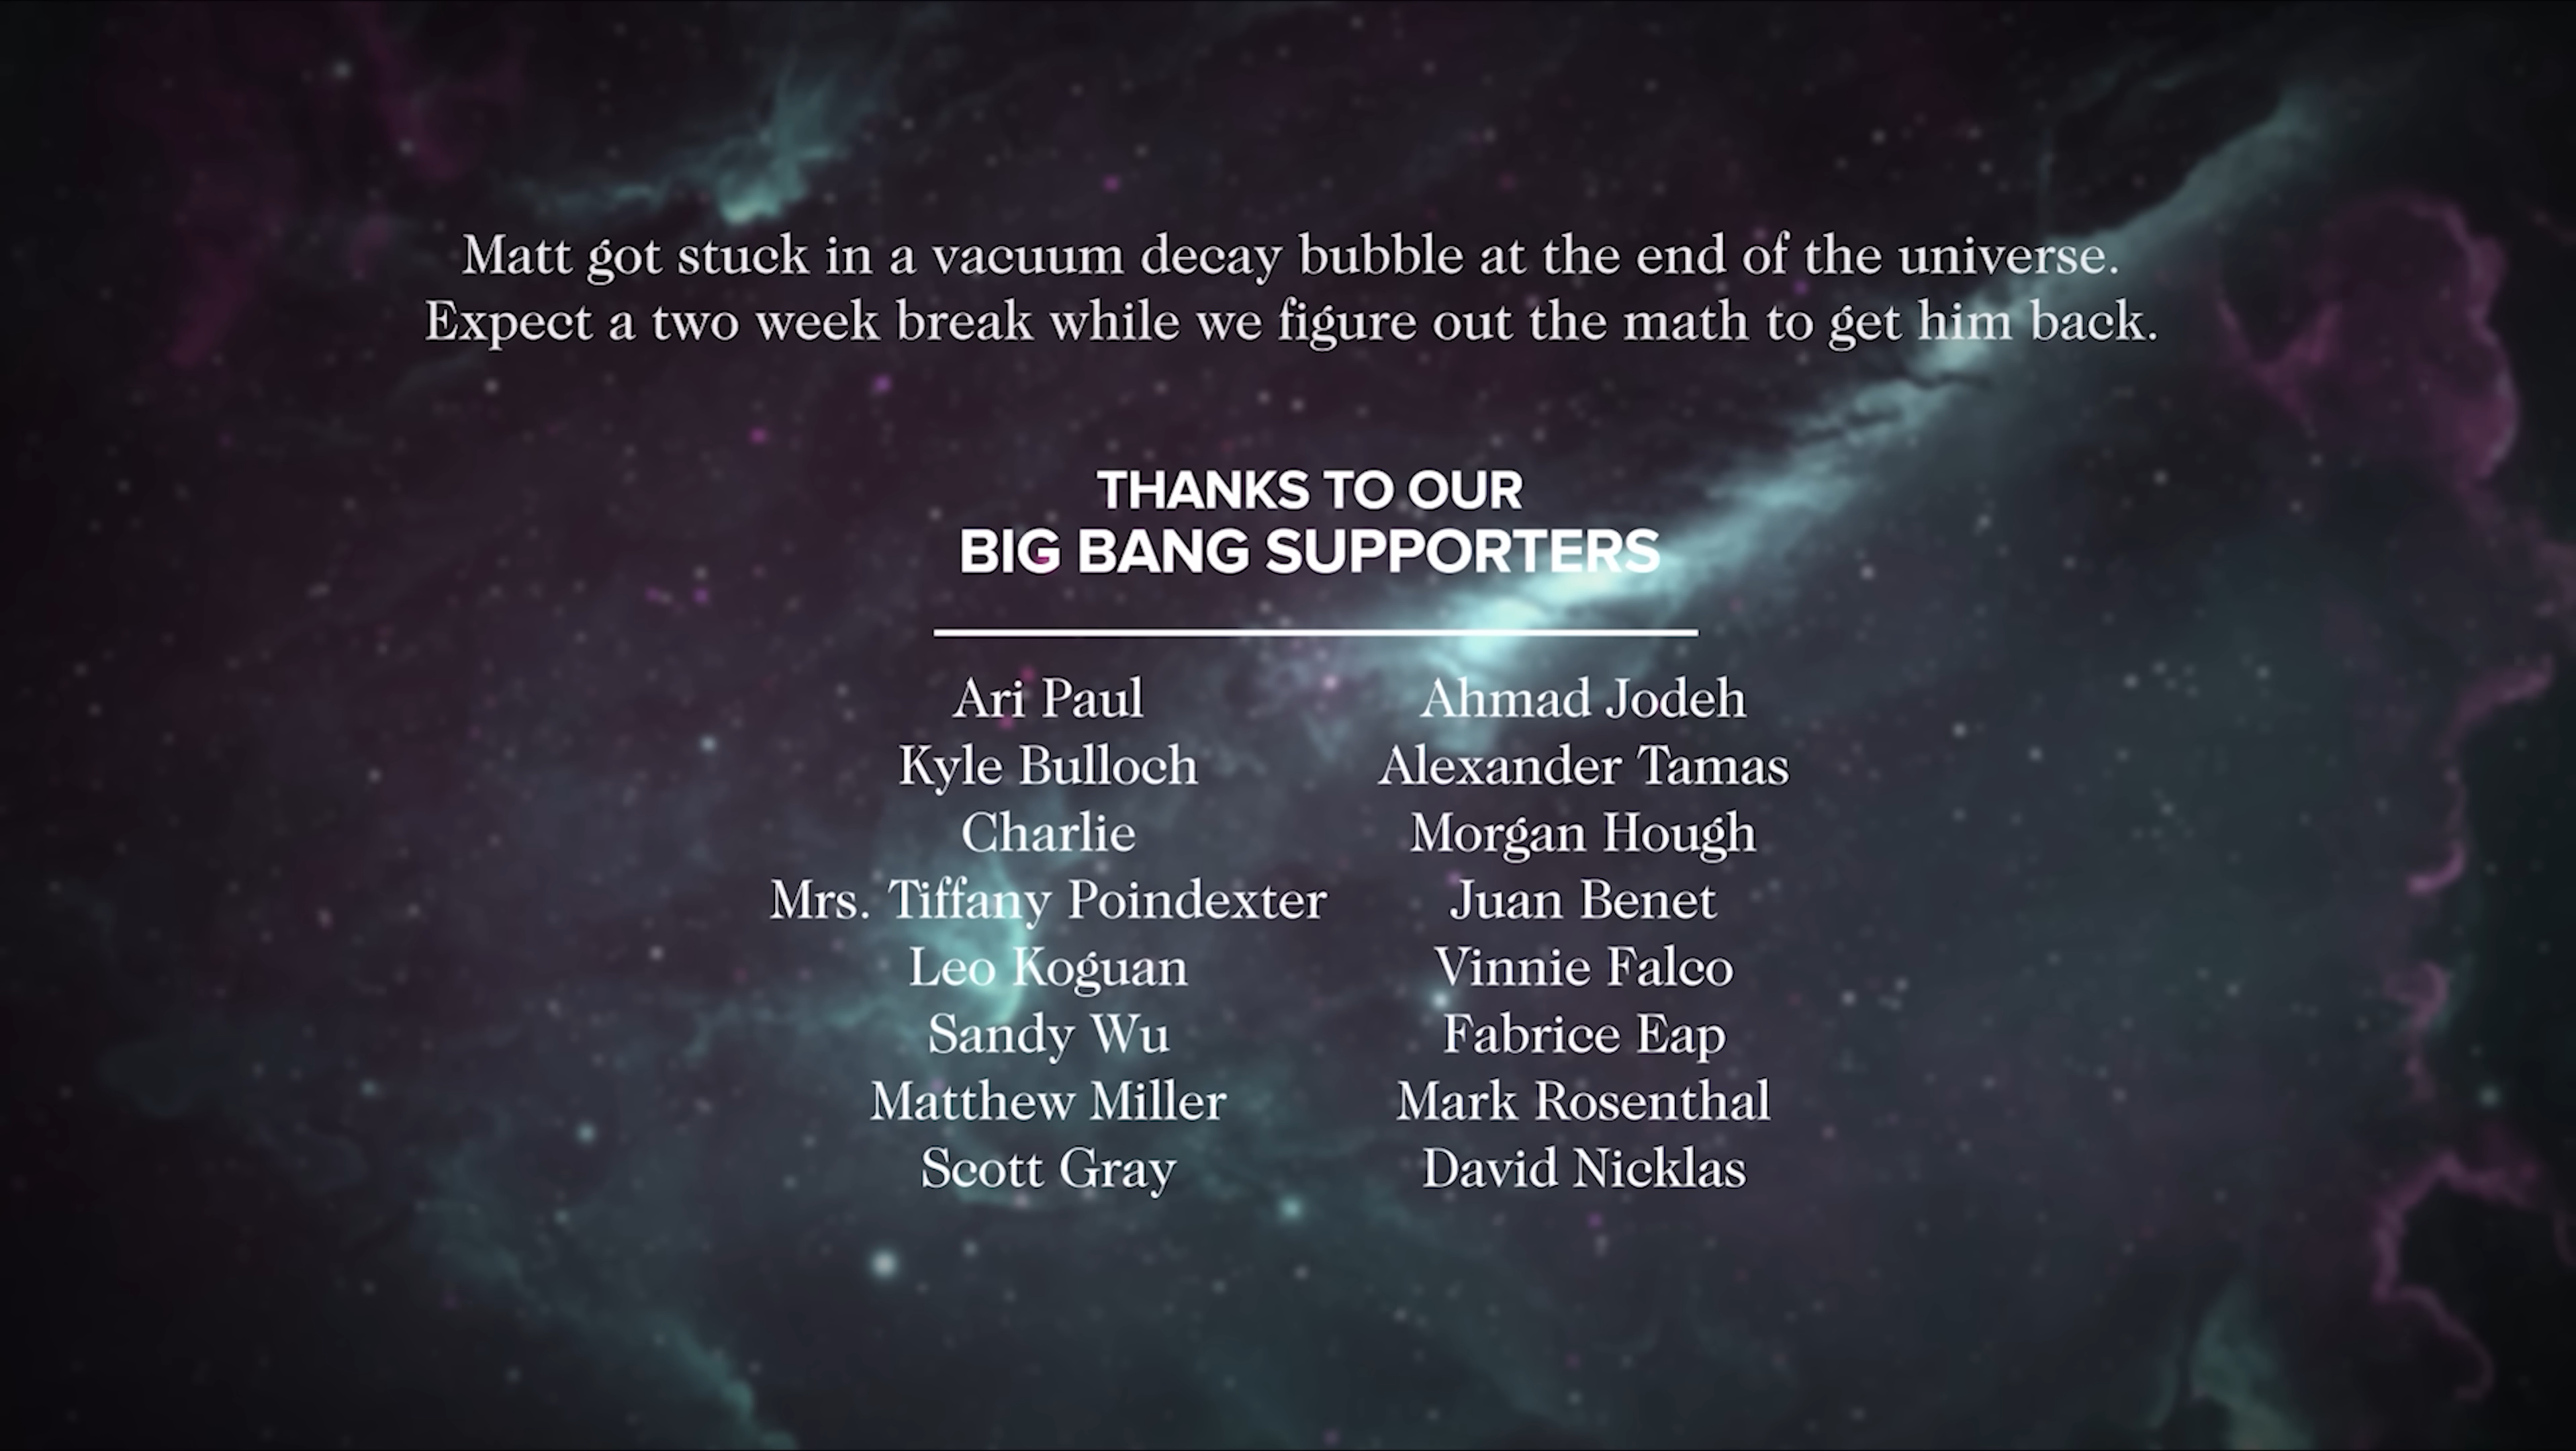 Matt got stuck in a vacuum decay bubble at the end of the universe.
Expect a two week break while we figure out the math to get him back.
THANKS TO OUR
BIG BANG SUPPORTERS
Ari Paul
Kyle Bulloch
Charlie
Mrs. Tiffany Poindexter
Leo Koguan
Sandy Wu
Matthew Miller
Scott Gray
Ahmad Jodeh
Alexander Tamas
Morgan Hough
Juan Benet
Vinnie Falco
Fabrice Eap
Mark Rosenthal
David Nicklas